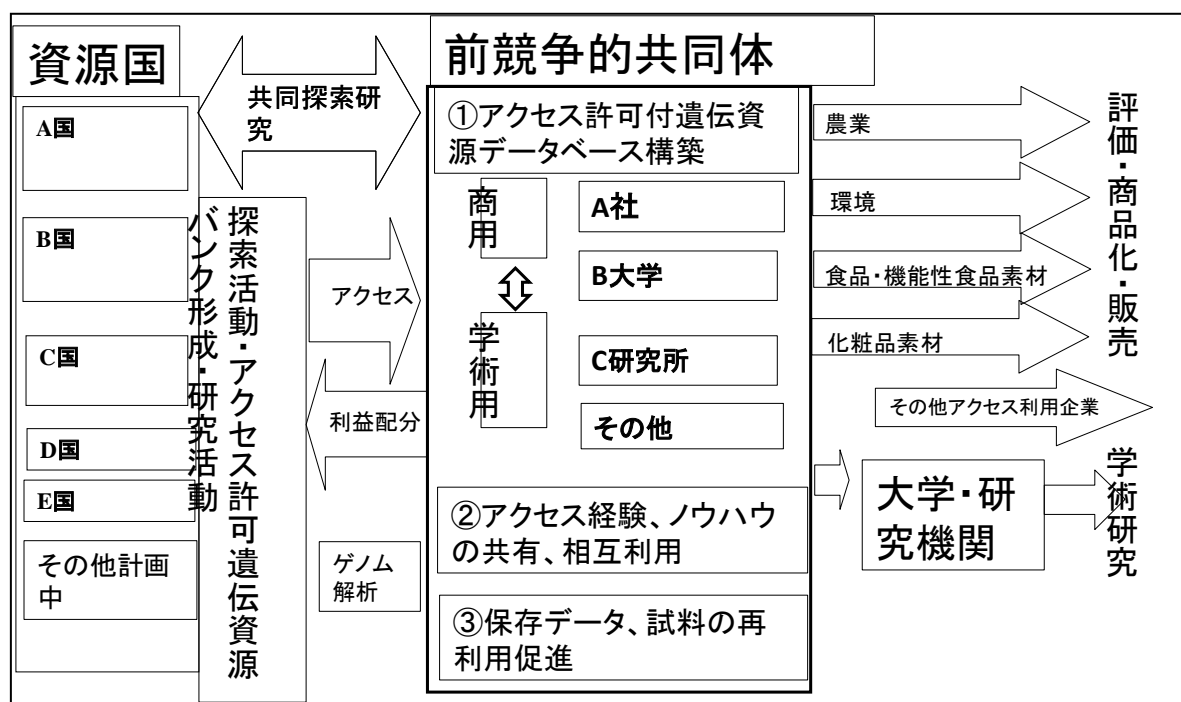 資源国
A国
B国
C国
D国
E国
その他計画
中
探索活動・アクセス許可遺伝資源
バンク形成・研究活動
共同探索研
究
アクセス
利益配分
ゲノム
解析
前競争的共同体
①アクセス許可付遺伝資
源データベース構築
商用
学術用
A社
B大学
C研究所
その他
②アクセス経験、ノウハウ
の共有、相互利用
③保存データ、試料の再
利用促進
農業
環境
食品・機能性食品素材
化粧品素材
その他アクセス利用企業
大学・研
究機関
評価・商品化・販売
学術研究